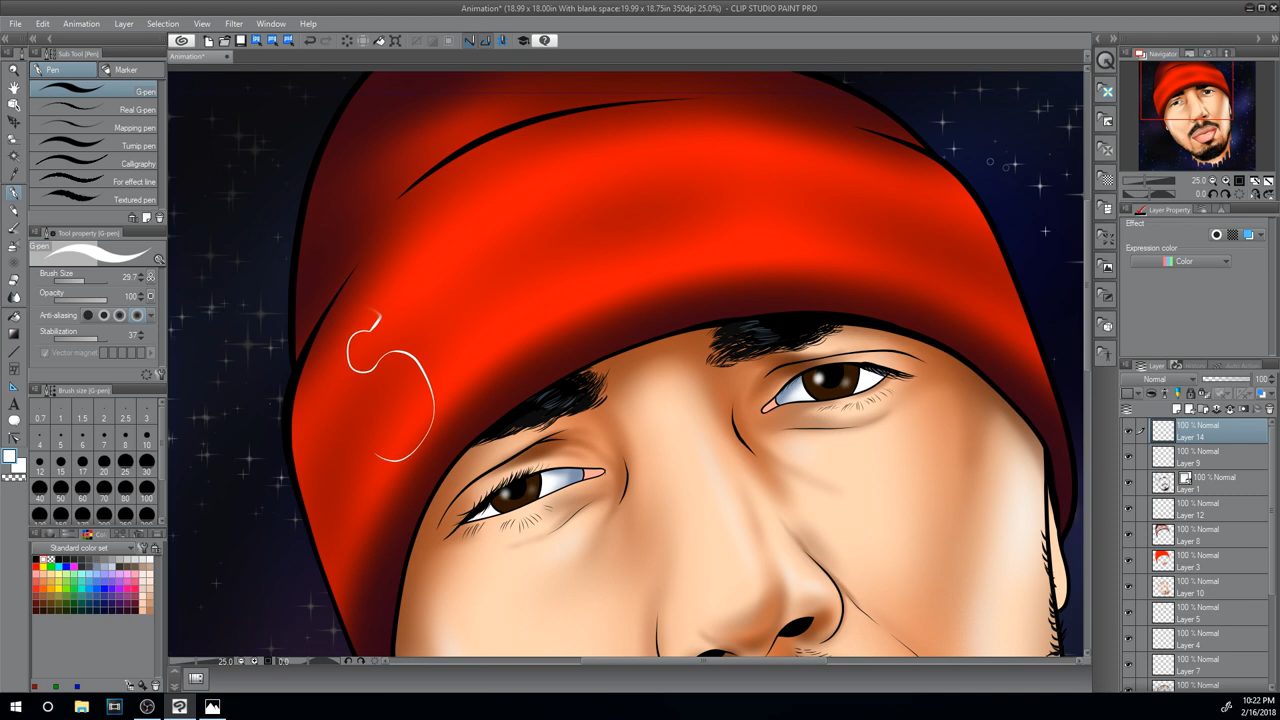 Animation* (18.99 x 18.00in With blank space:19.99 x 18.75in 350dpi 25.0%) - CLIP STUDIO PAINT PRO
File Edit Animation Layer Selection View Filter Window Help
Sub Tool [Pen]
Animation*
Navigator
Pen Marker
G-pen
Real G-pen
Mapping pen
Turnip pen
Calligraphy
For effect line
Textured pen
25.0
0.0
Tool property [G-pen]
Layer Property
G-pen
Effect
Brush Size 29.7
Opacity 100
Expression color
Color
Anti-aliasing
Stabilization 37
Vector magnet
Layer
Normal 100
Brush size [G-pen]
0.7 1 1.5 2 2.5 3
4 5 6 7 8 10
12 15 17 20 25 30
40 50 60 70 80 100
100 % Normal
Layer 14
100 % Normal
Layer 9
100 % Normal
Layer 1
100 % Normal
Layer 12
100 % Normal
Layer 8
100 % Normal
Layer 3
100 % Normal
Layer 10
100 % Normal
Layer 5
100 % Normal
Layer 4
100 % Normal
Layer 7
100 % Normal
Standard color set
25.0 0.0
10:22 PM
2/16/2018